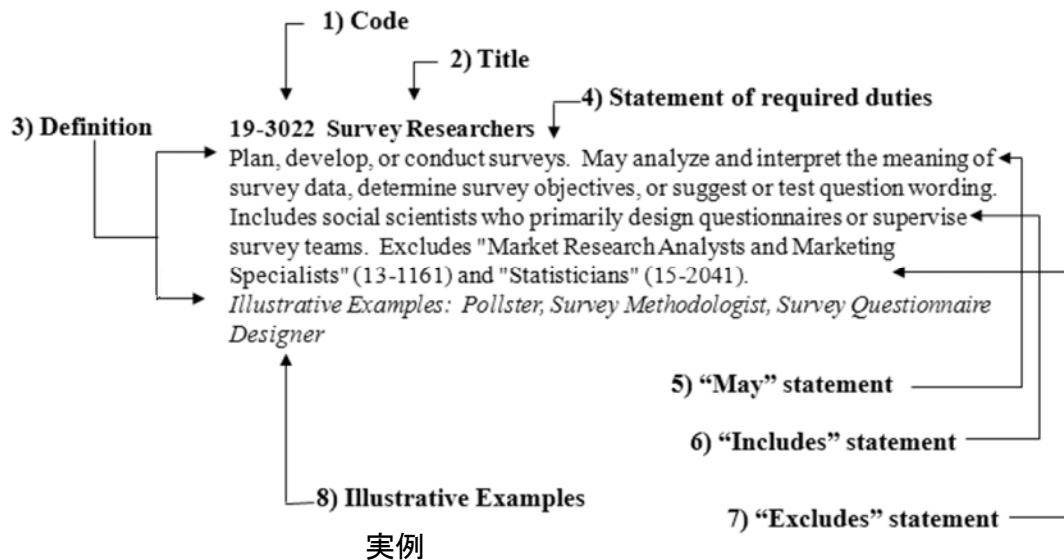 1) Code
2) Title
4) Statement of required duties
3) Definition
19-3022 Survey Researchers
Plan, develop, or conduct surveys. May analyze and interpret the meaning of
survey data, determine survey objectives, or suggest or test question wording.
Includes social scientists who primarily design questionnaires or supervise
survey teams. Excludes "Market Research Analysts and Marketing
Specialists" (13-1161) and "Statisticians" (15-2041).
Illustrative Examples: Pollster, Survey Methodologist, Survey Questionnaire
Designer
5) “May” statement
6) “Includes” statement
8) Illustrative Examples
7) “Excludes” statement
実例